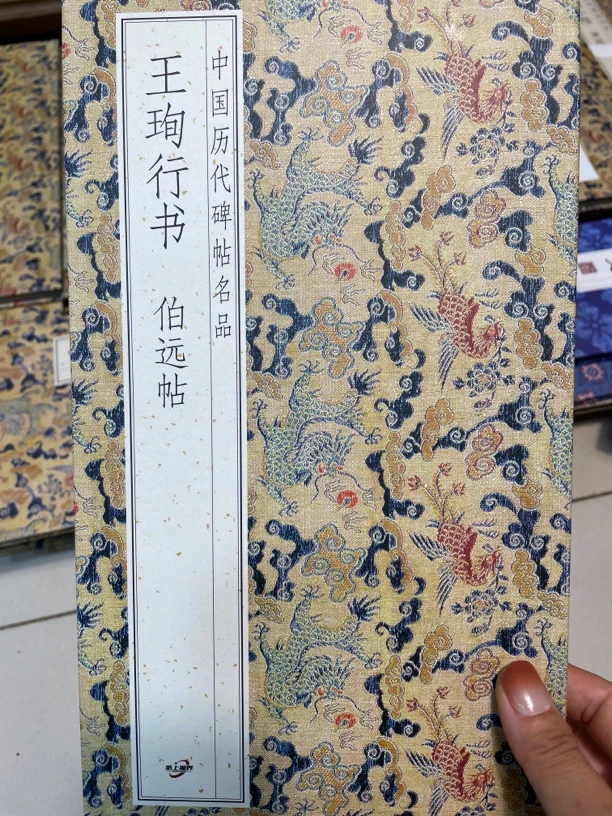 中国历代碑帖名品
王珣行书 伯远帖